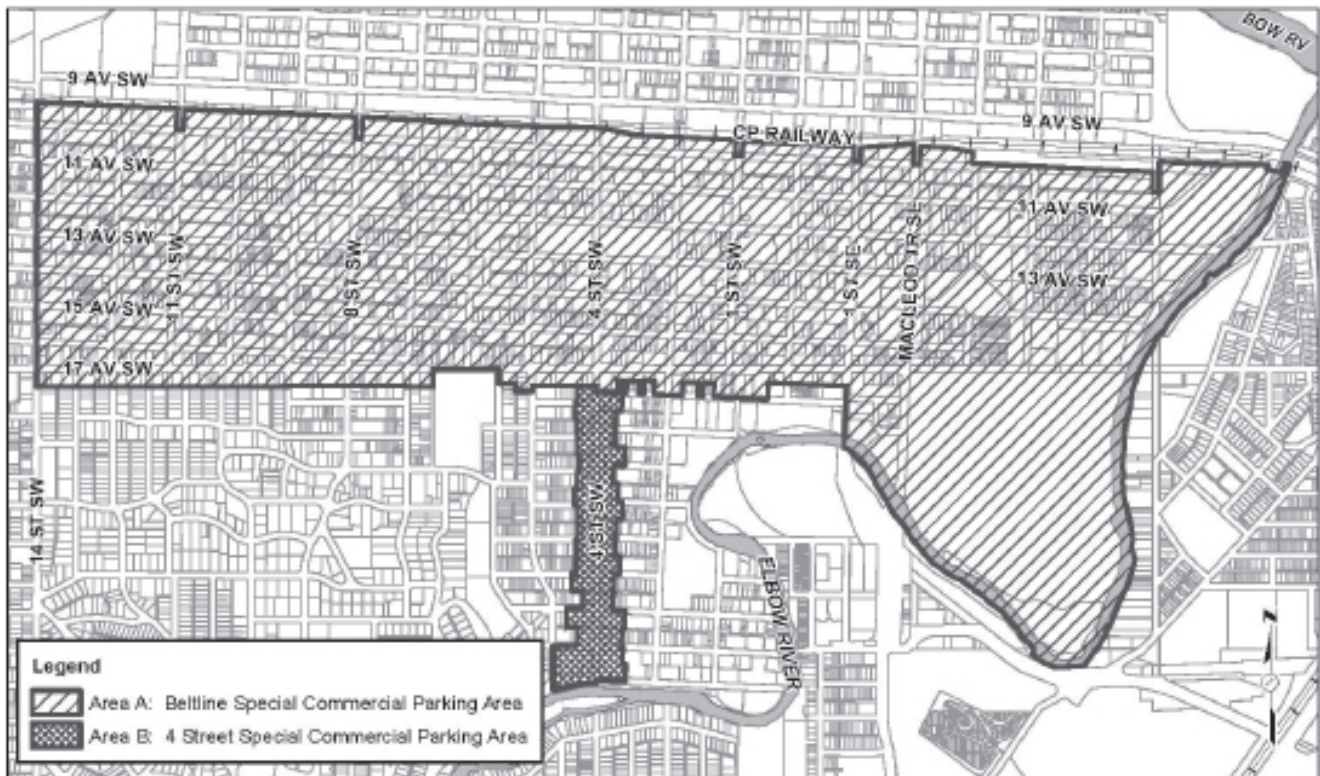 BOW RV
9 AV SW
CP RAILWAY
9 AV SW
11 AV SW
11 AV SW
13 AV SW
11 ST SW
8 ST SW
4 ST SW
1 ST SW
1 ST SE
MACLEOD TR SE
13 AV SW
15 AV SW
17 AV SW
14 ST SW
4 ST SW
ELBOW RIVER
N
Legend
Area A: Beltline Special Commercial Parking Area
Area B: 4 Street Special Commercial Parking Area